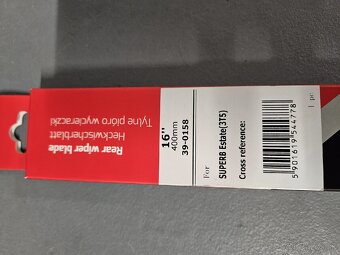 Rear wiper blade
Heckwischerblatt
Tylne pióro wycieraczki
16"
400mm
39-0158
For
SUPERB Estate(3T5)
Cross reference:
5 901619 544778
1 pc